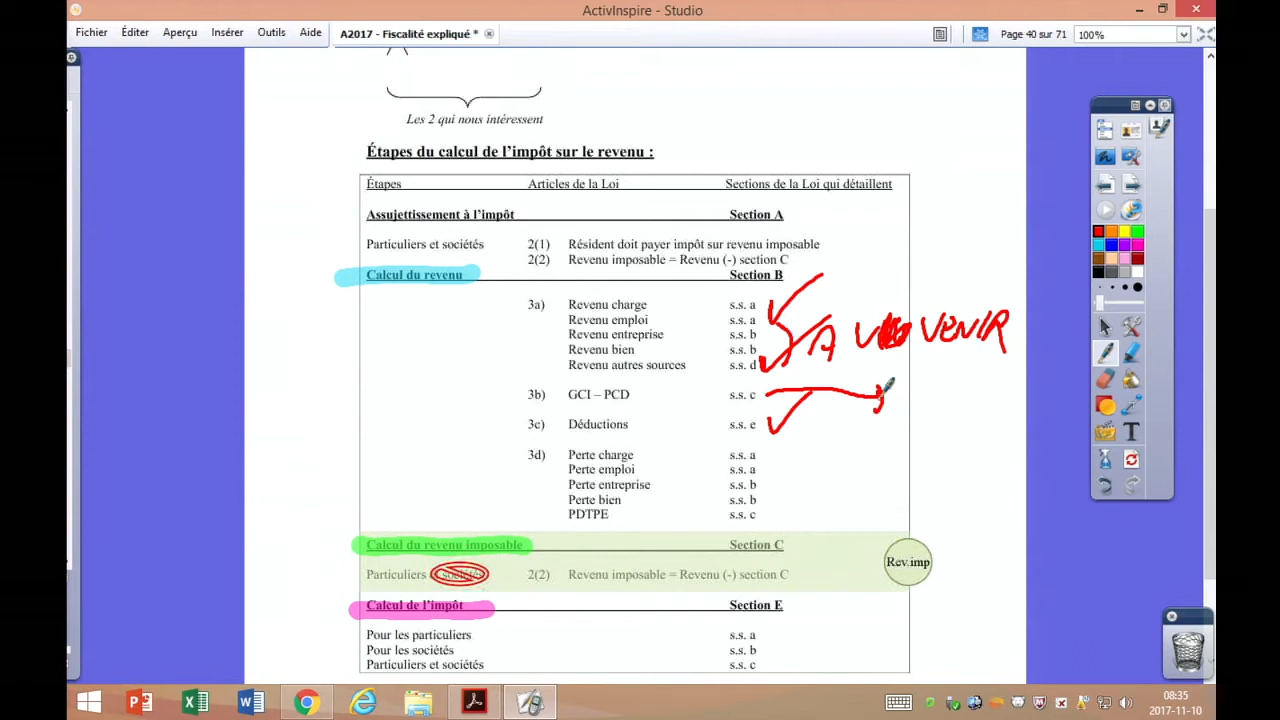 ActivInspire - Studio
Fichier Éditer Aperçu Insérer Outils Aide A2017 - Fiscalité expliqué * Page 40 sur 71 100%
Les 2 qui nous intéressent
Étapes du calcul de l'impôt sur le revenu :
Étapes Articles de la Loi Sections de la Loi qui détaillent
Assujettissement à l'impôt Section A
Particuliers et sociétés 2(1) Résident doit payer impôt sur revenu imposable
2(2) Revenu imposable = Revenu (-) section C
Calcul du revenu Section B
3a) Revenu charge s.s. a
Revenu emploi s.s. a
Revenu entreprise s.s. b
Revenu bien s.s. b
Revenu autres sources s.s. d
A VENIR
3b) GCI – PCD s.s. c
3c) Déductions s.s. e
3d) Perte charge s.s. a
Perte emploi s.s. a
Perte entreprise s.s. b
Perte bien s.s. b
PDTPE s.s. c
Calcul du revenu imposable Section C
Rev.imp
Particuliers et sociétés 2(2) Revenu imposable = Revenu (-) section C
Calcul de l'impôt Section E
Pour les particuliers s.s. a
Pour les sociétés s.s. b
Particuliers et sociétés s.s. c
08:35
2017-11-10